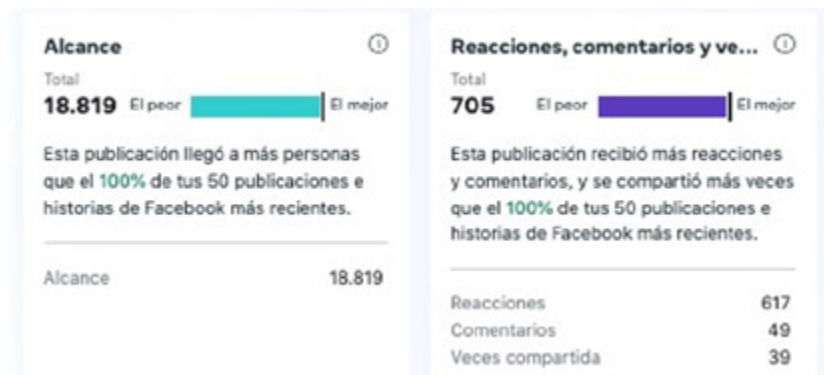 Alcance
Total
18.819 El peor El mejor
Esta publicación llegó a más personas
que el 100% de tus 50 publicaciones e
historias de Facebook más recientes.
Alcance 18.819
Reacciones, comentarios y ve...
Total
705 El peor El mejor
Esta publicación recibió más reacciones
y comentarios, y se compartió más veces
que el 100% de tus 50 publicaciones e
historias de Facebook más recientes.
Reacciones 617
Comentarios 49
Veces compartida 39